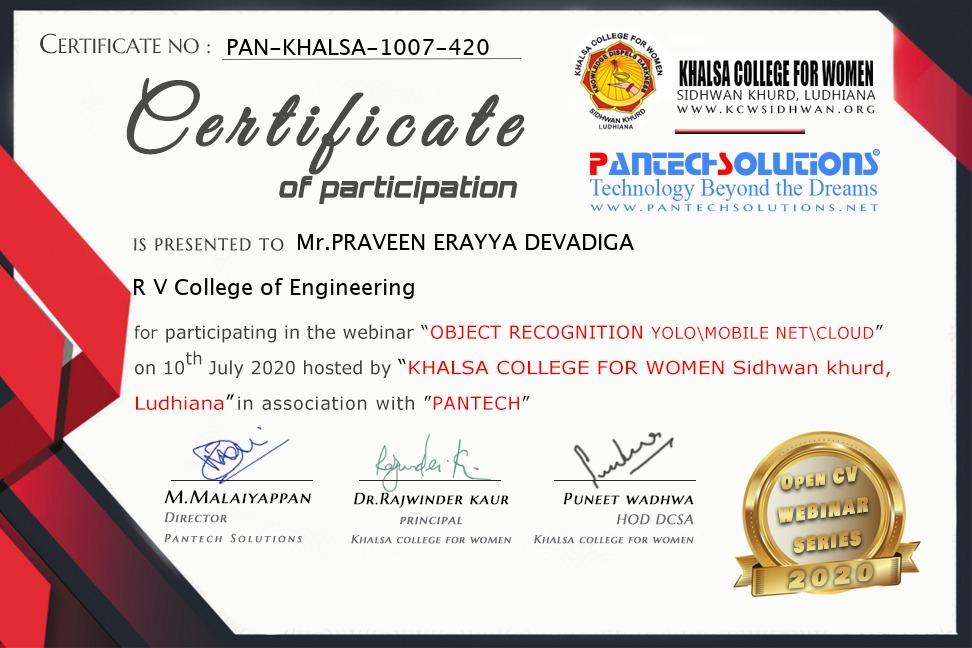 CERTIFICATE NO : PAN-KHALSA-1007-420
KHALSA COLLEGE FOR WOMEN
KNOWLEDGE DISPELS DARKNESS
SIDHWAN KHURD
LUDHIANA
KHALSA COLLEGE FOR WOMEN
SIDHWAN KHURD, LUDHIANA
WWW.KCWSIDHWAN.ORG
Certificate
of participation
PANTECHSOLUTIONS®
Technology Beyond the Dreams
WWW.PANTECHSOLUTIONS.NET
IS PRESENTED TO Mr.PRAVEEN ERAYYA DEVADIGA
R V College of Engineering
for participating in the webinar “OBJECT RECOGNITION YOLO\MOBILE NET\CLOUD”
on 10th July 2020 hosted by “KHALSA COLLEGE FOR WOMEN Sidhwan khurd,
Ludhiana” in association with ”PANTECH”
Rajwinder K.
M.MALAIYAPPAN
DIRECTOR
PANTECH SOLUTIONS
DR.RAJWINDER KAUR
PRINCIPAL
KHALSA COLLEGE FOR WOMEN
PUNEET WADHWA
HOD DCSA
KHALSA COLLEGE FOR WOMEN
OPEN CV
WEBINAR
SERIES
2020